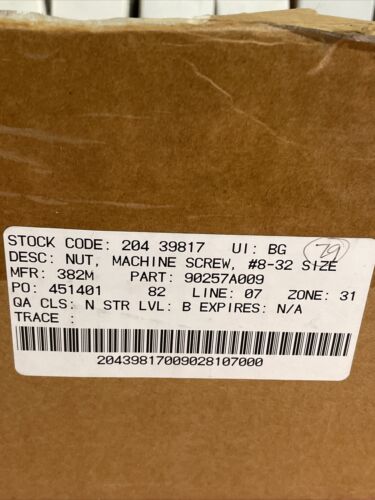 STOCK CODE: 204 39817 UI: BG
DESC: NUT, MACHINE SCREW, #8-32 SIZE
MFR: 382M PART: 90257A009
PO: 451401 82 LINE: 07 ZONE: 31
QA CLS: N STR LVL: B EXPIRES: N/A
TRACE :
20439817009028107000